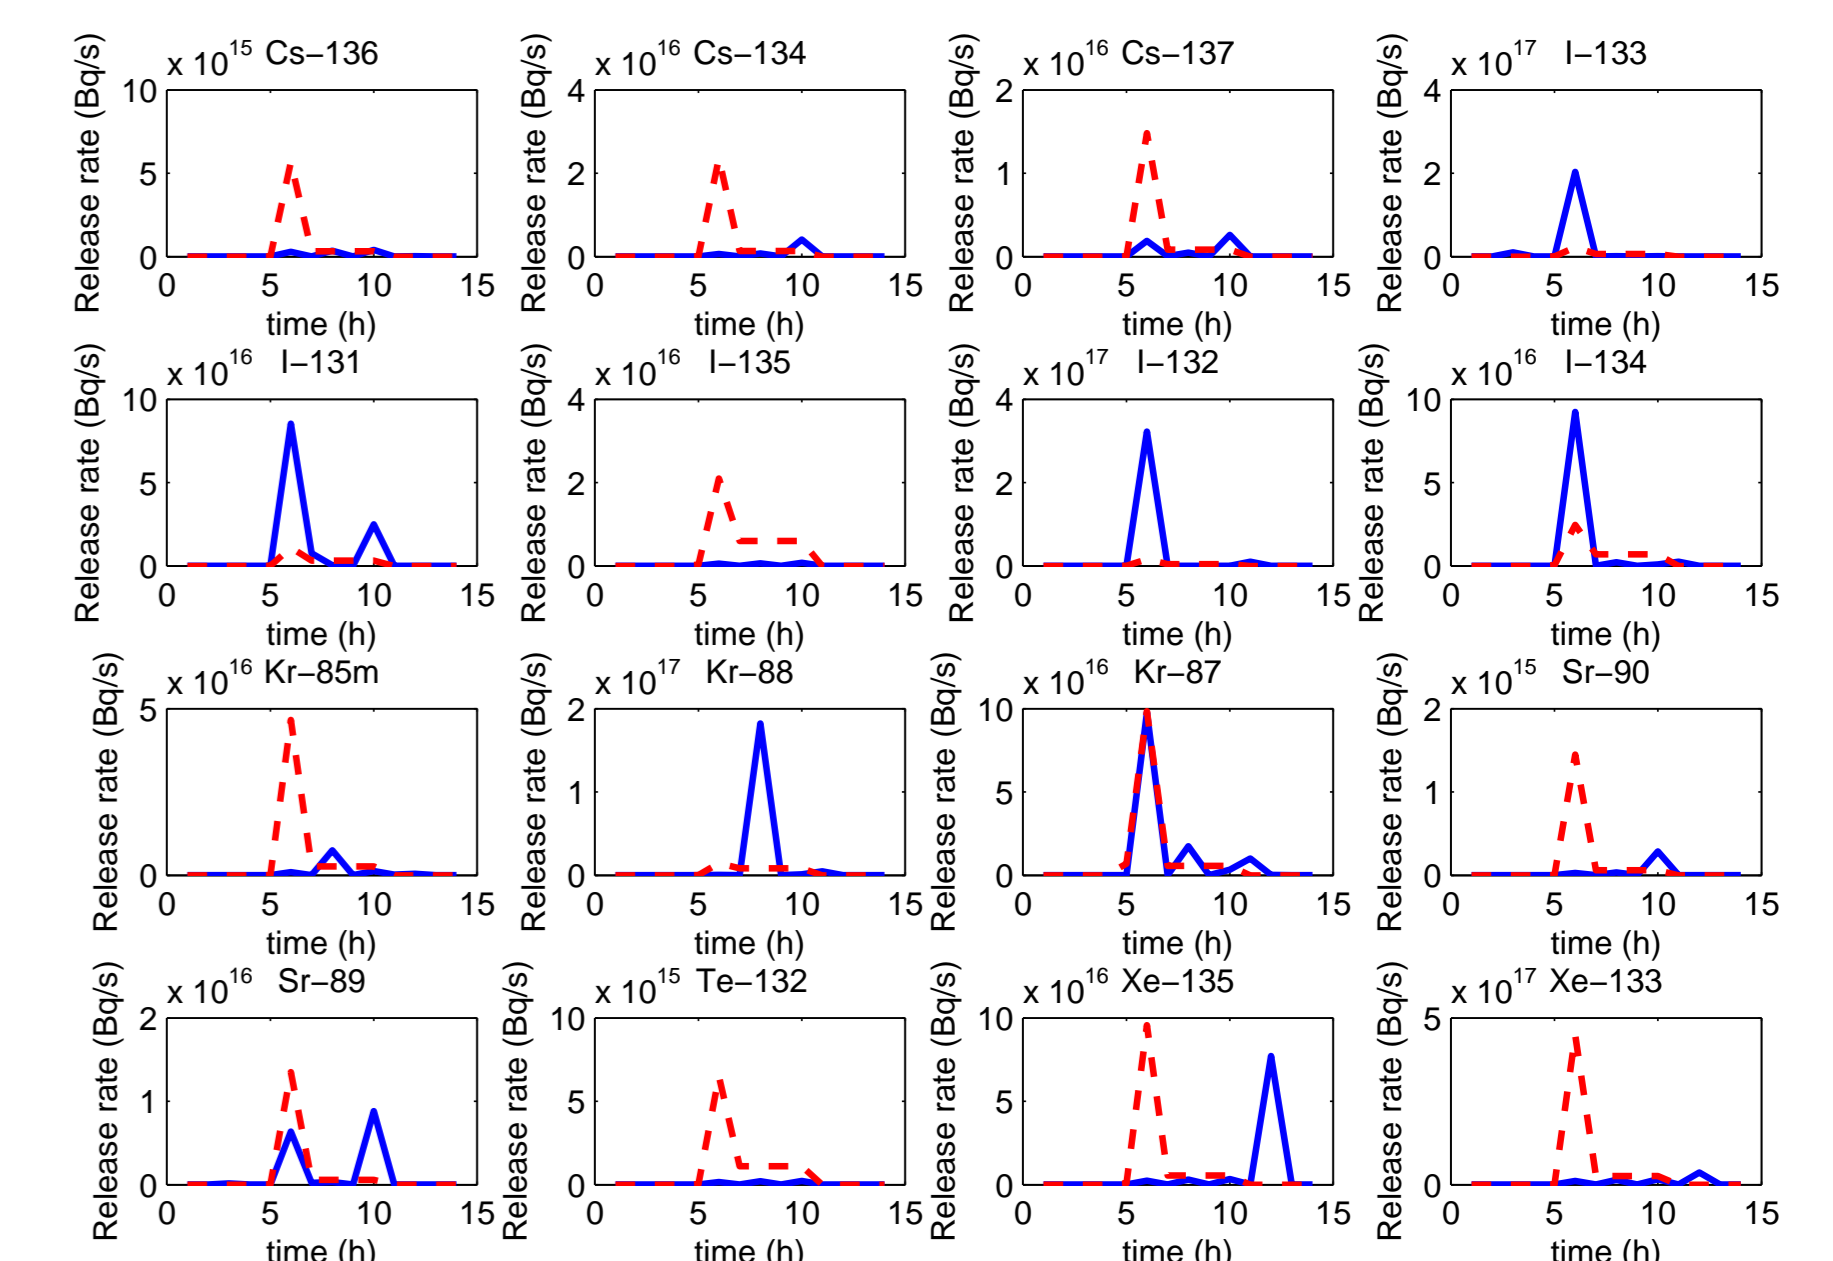 x 10^15 Cs−136
Release rate (Bq/s)
10
5
0
0 5 10 15
time (h)
x 10^16 Cs−134
Release rate (Bq/s)
4
2
0
0 5 10 15
time (h)
x 10^16 Cs−137
Release rate (Bq/s)
2
1
0
0 5 10 15
time (h)
x 10^17 I−133
Release rate (Bq/s)
4
2
0
0 5 10 15
time (h)
x 10^16 I−131
Release rate (Bq/s)
10
5
0
0 5 10 15
time (h)
x 10^16 I−135
Release rate (Bq/s)
4
2
0
0 5 10 15
time (h)
x 10^17 I−132
Release rate (Bq/s)
4
2
0
0 5 10 15
time (h)
x 10^16 I−134
Release rate (Bq/s)
10
5
0
0 5 10 15
time (h)
x 10^16 Kr−85m
Release rate (Bq/s)
5
0
0 5 10 15
time (h)
x 10^17 Kr−88
Release rate (Bq/s)
2
1
0
0 5 10 15
time (h)
x 10^16 Kr−87
Release rate (Bq/s)
10
5
0
0 5 10 15
time (h)
x 10^15 Sr−90
Release rate (Bq/s)
2
1
0
0 5 10 15
time (h)
x 10^16 Sr−89
Release rate (Bq/s)
2
1
0
0 5 10 15
time (h)
x 10^15 Te−132
Release rate (Bq/s)
10
5
0
0 5 10 15
time (h)
x 10^16 Xe−135
Release rate (Bq/s)
10
5
0
0 5 10 15
time (h)
x 10^17 Xe−133
Release rate (Bq/s)
5
0
0 5 10 15
time (h)